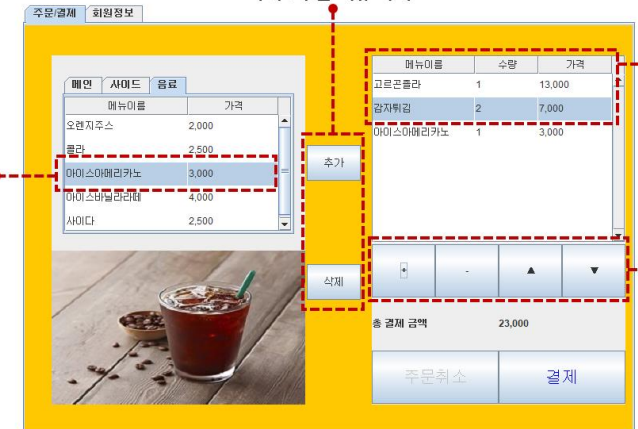 주문/결제 회원정보
메인 사이드 음료
메뉴이름 가격
오렌지주스 2,000
콜라 2,500
아이스아메리카노 3,000
아이스바닐라라떼 4,000
사이다 2,500
추가
삭제
메뉴이름 수량 가격
고르곤졸라 1 13,000
감자튀김 2 7,000
아이스아메리카노 1 3,000
+ - ▲ ▼
총 결제 금액 23,000
주문취소 결제